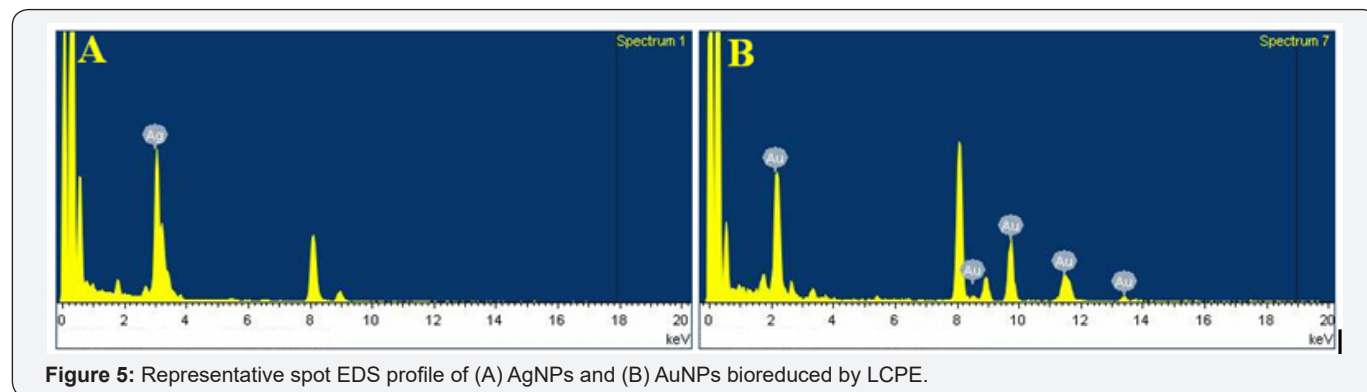 A
Spectrum 1
Ag
0 2 4 6 8 10 12 14 16 18 20
keV
B
Spectrum 7
Au
Au
Au
Au
Au
0 2 4 6 8 10 12 14 16 18 20
keV
Figure 5: Representative spot EDS profile of (A) AgNPs and (B) AuNPs bioreduced by LCPE.